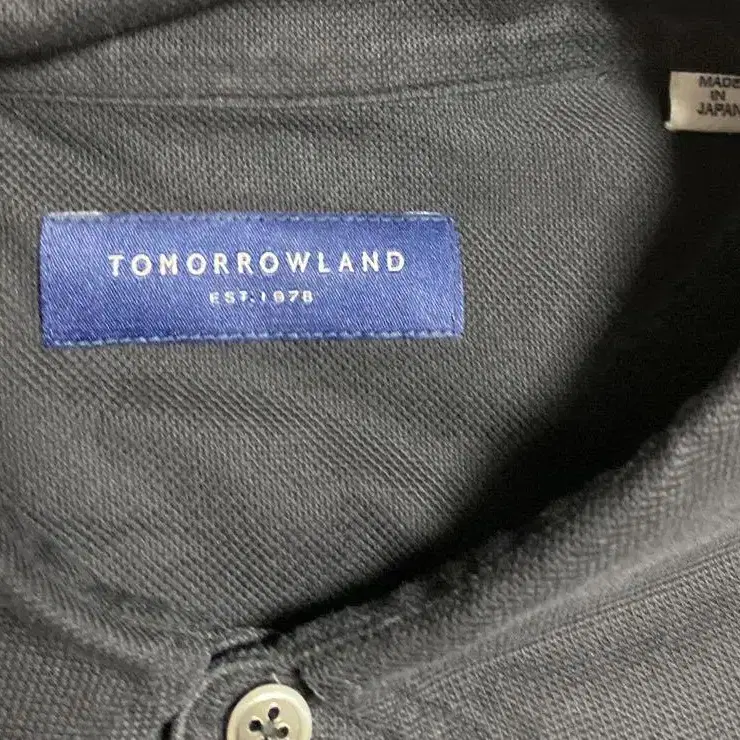 TOMORROWLAND
EST. 1978
MADE
IN
JAPAN